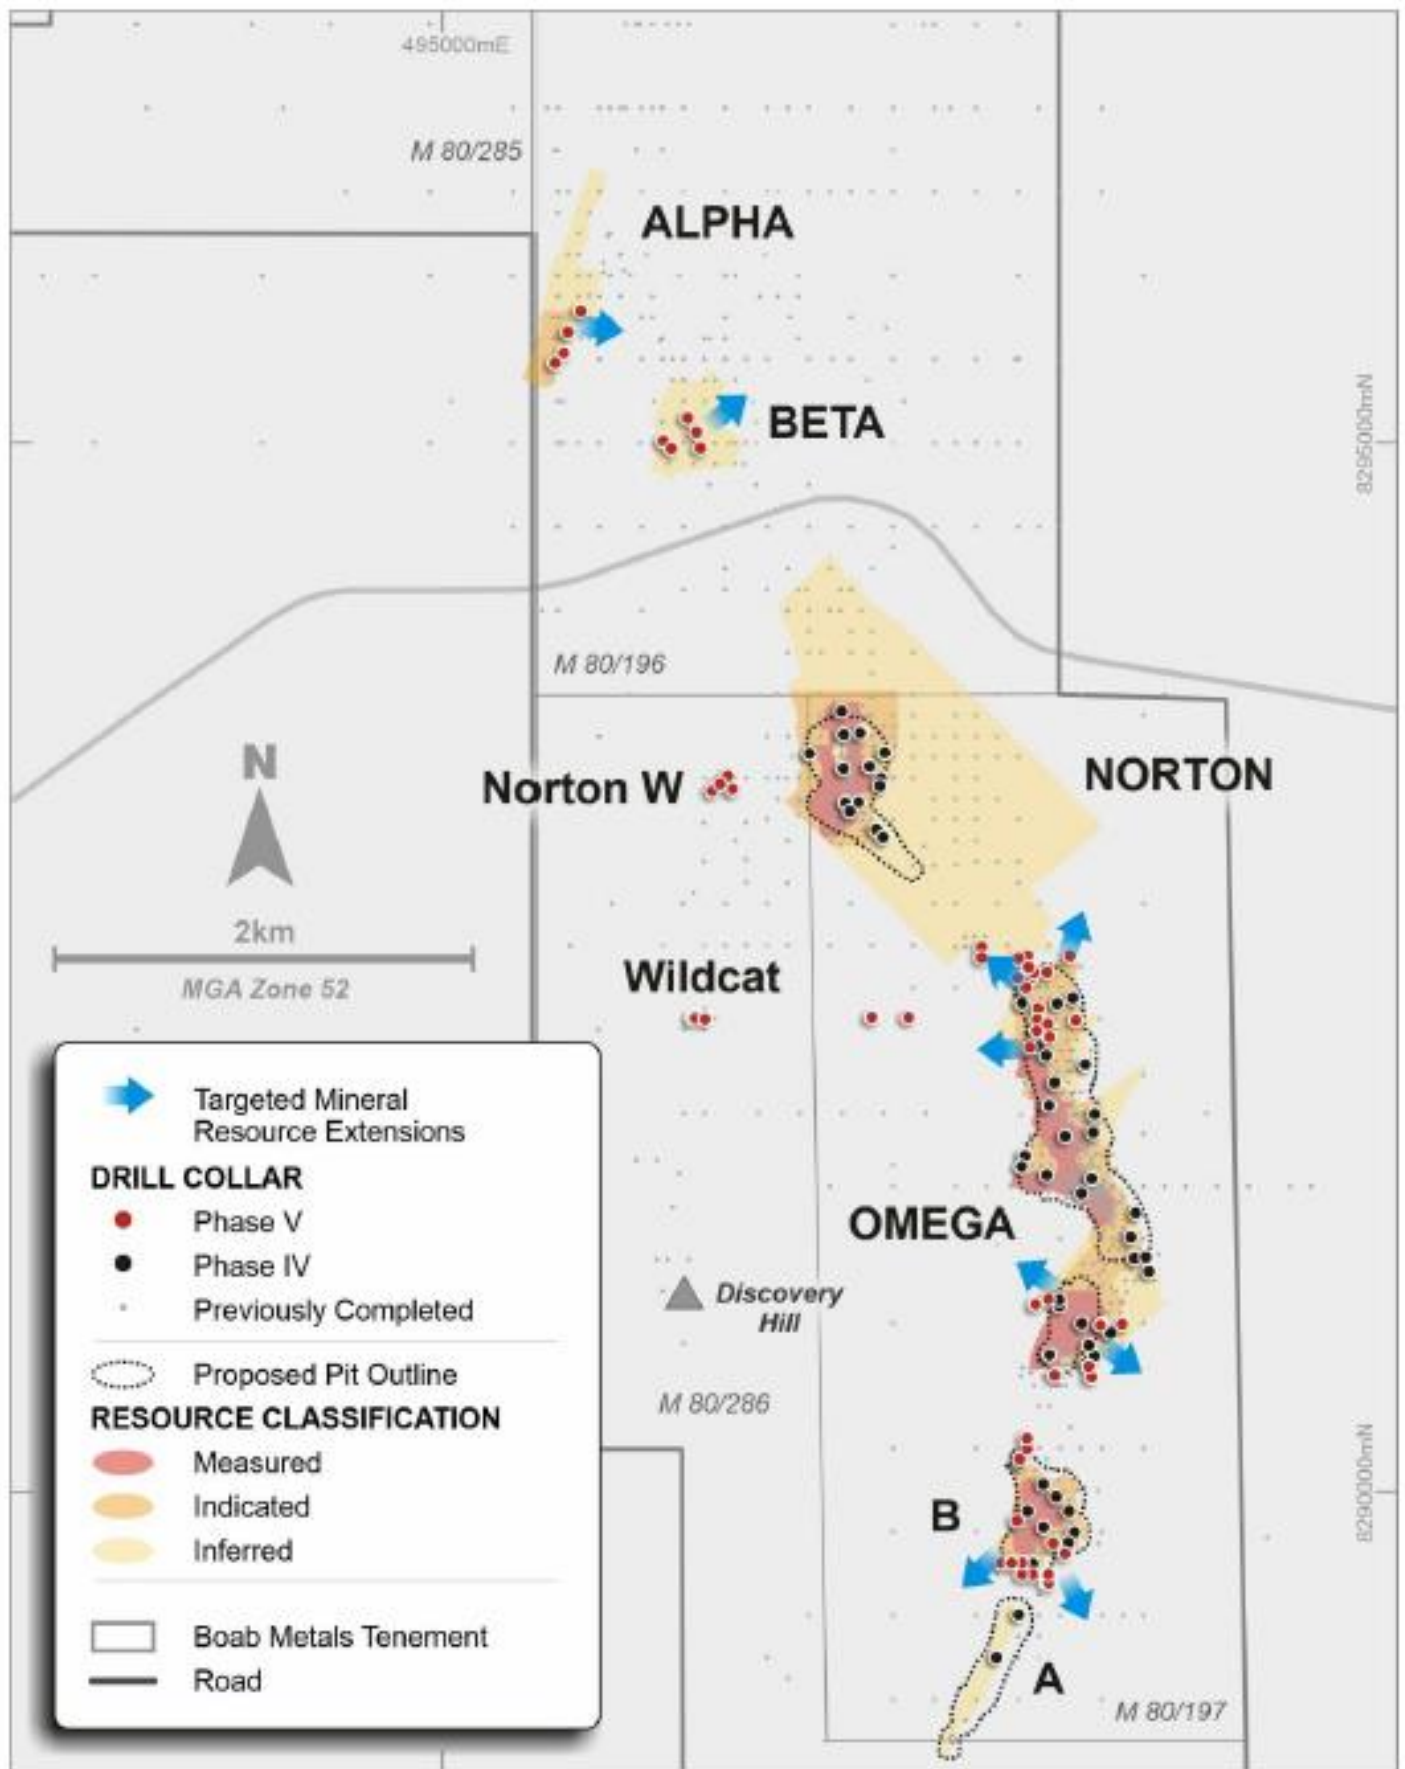 495000mE
M 80/285
ALPHA
BETA
8295000mN
M 80/196
N
Norton W
NORTON
2km
MGA Zone 52
Wildcat
Targeted Mineral
Resource Extensions
DRILL COLLAR
Phase V
Phase IV
Previously Completed
Proposed Pit Outline
RESOURCE CLASSIFICATION
Measured
Indicated
Inferred
Boab Metals Tenement
Road
OMEGA
Discovery
Hill
M 80/286
B
8290000mN
A
M 80/197